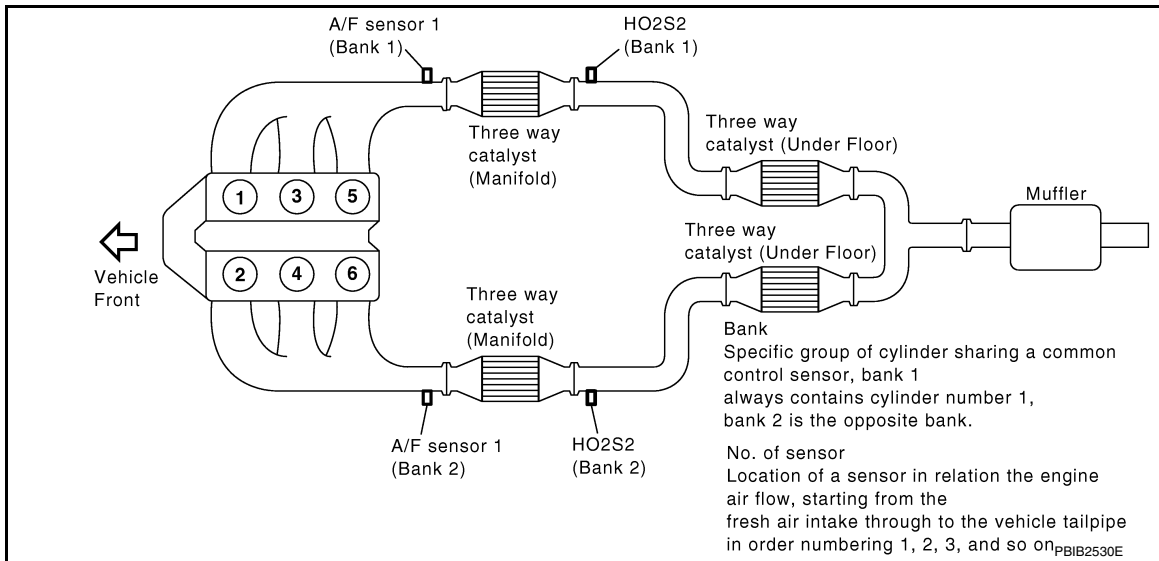 A/F sensor 1
(Bank 1)
HO2S2
(Bank 1)
Three way
catalyst
(Manifold)
Three way
catalyst (Under Floor)
1
3
5
Muffler
Vehicle
Front
2
4
6
Three way
catalyst (Under Floor)
Three way
catalyst
(Manifold)
A/F sensor 1
(Bank 2)
HO2S2
(Bank 2)
Bank
Specific group of cylinder sharing a common
control sensor, bank 1
always contains cylinder number 1,
bank 2 is the opposite bank.
No. of sensor
Location of a sensor in relation the engine
air flow, starting from the
fresh air intake through to the vehicle tailpipe
in order numbering 1, 2, 3, and so on
PBIB2530E